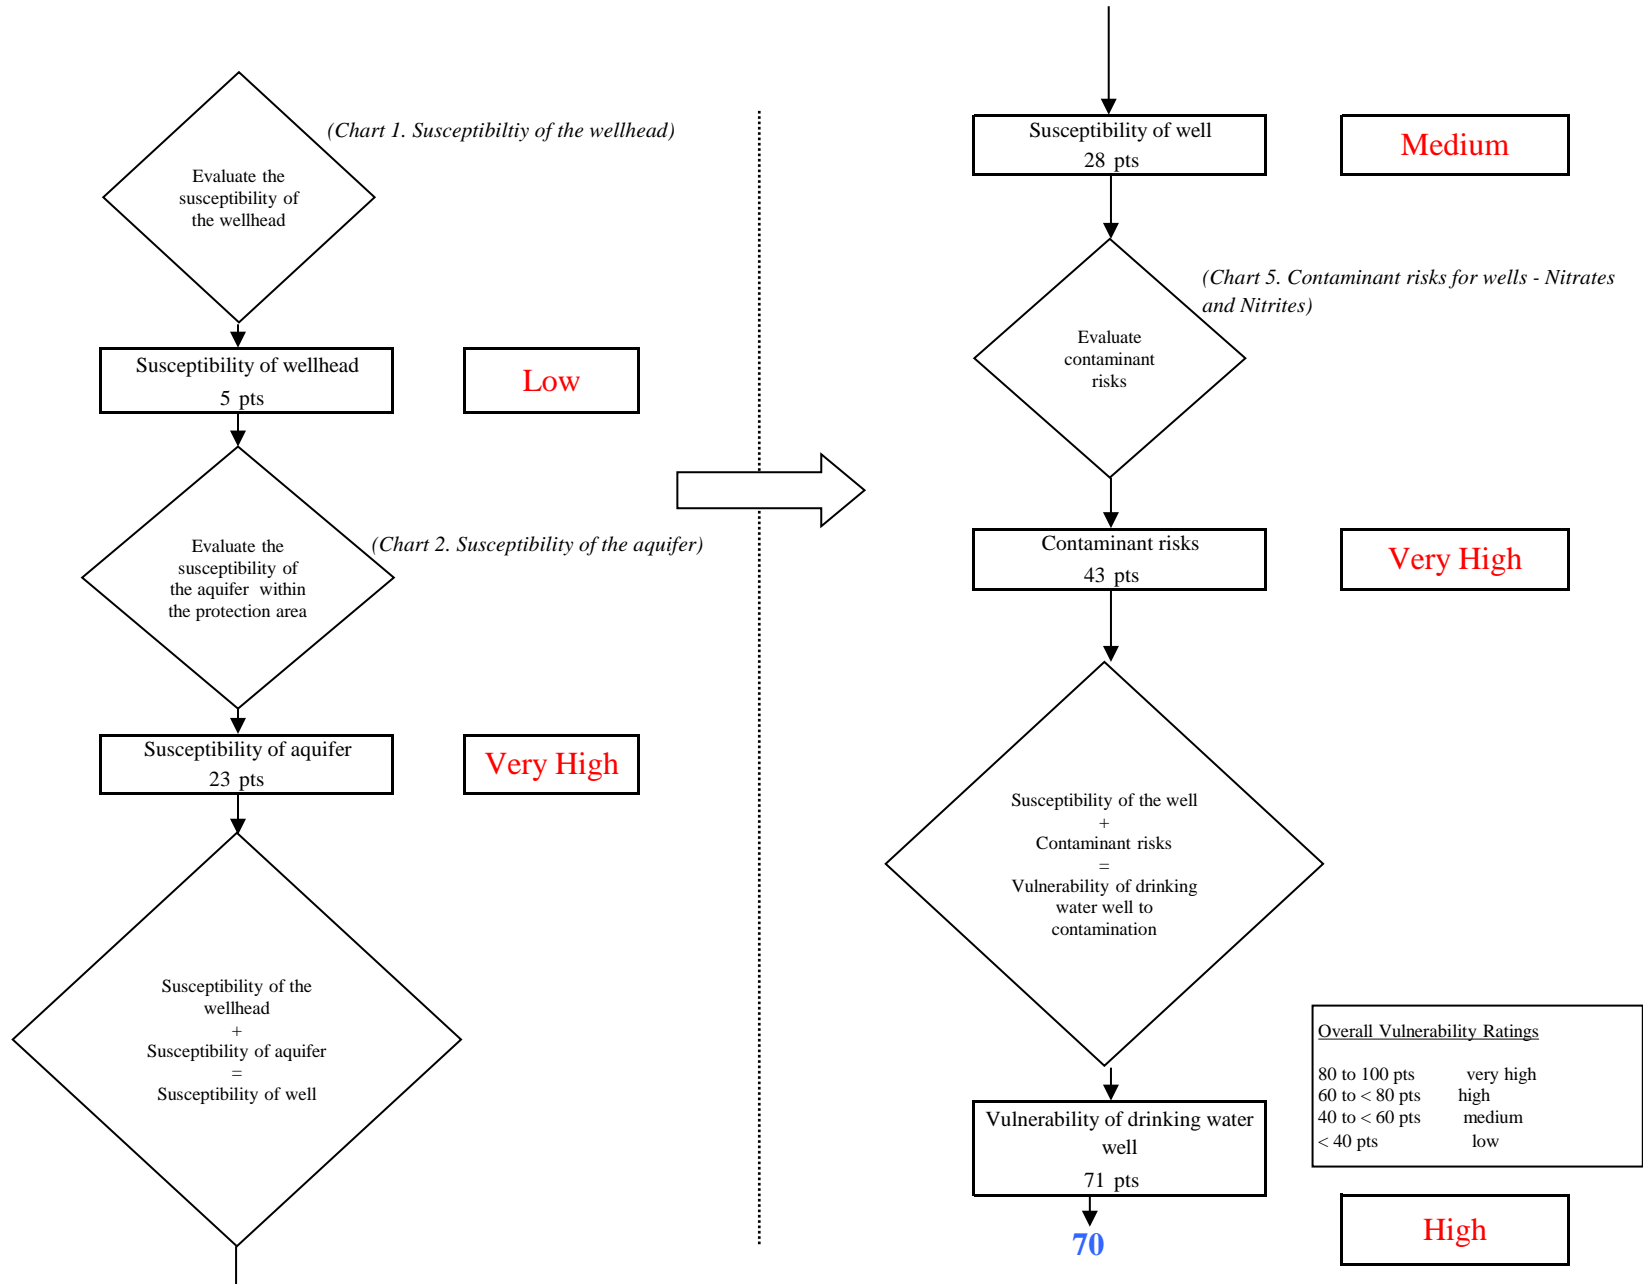 (Chart 1. Susceptibiltiy of the wellhead)
Evaluate the
susceptibility of
the wellhead
Susceptibility of wellhead
5 pts
Low
(Chart 2. Susceptibility of the aquifer)
Evaluate the
susceptibility of
the aquifer within
the protection area
Susceptibility of aquifer
23 pts
Very High
Susceptibility of the
wellhead
+
Susceptibility of aquifer
=
Susceptibility of well
Susceptibility of well
28 pts
Medium
(Chart 5. Contaminant risks for wells - Nitrates
and Nitrites)
Evaluate
contaminant
risks
Contaminant risks
43 pts
Very High
Susceptibility of the well
+
Contaminant risks
=
Vulnerability of drinking
water well to
contamination
Overall Vulnerability Ratings
80 to 100 pts very high
60 to < 80 pts high
40 to < 60 pts medium
< 40 pts low
Vulnerability of drinking water
well
71 pts
70
High